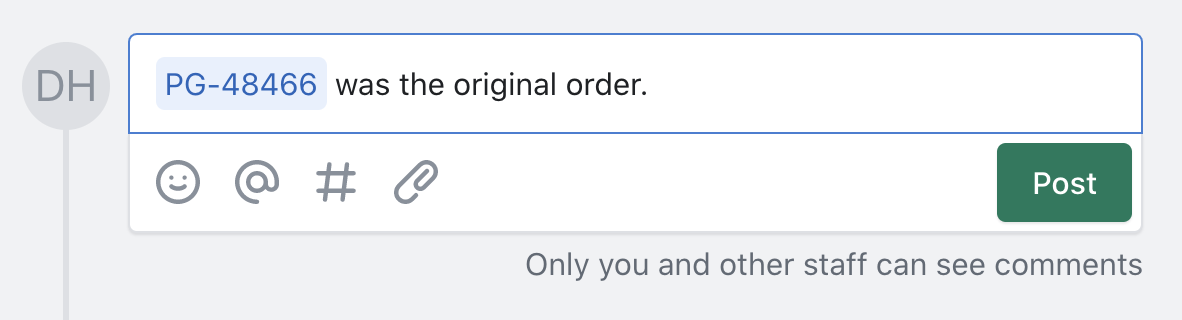 DH
PG-48466 was the original order.
Post
Only you and other staff can see comments